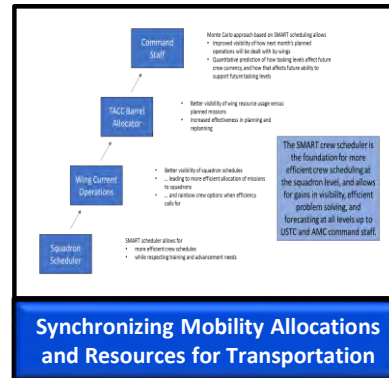 Monte Carlo approach based on SMART scheduling allows
• Improved visibility of how next month's planned
operations will be dealt with by wings
• Quantitative prediction of how tasking levels affect future
crew currency, and how that affects future ability to
support future tasking levels
Command
Staff
TACC Barrel
Allocator
• Better visibility of wing resource usage versus
planned missions
• Increased effectiveness in planning and
replanning
Wing Current
Operations
• Better visibility of squadron schedules
• ... leading to more efficient allocation of missions
to squadrons
• ... and rainbow crew options when efficiency
calls for
The SMART crew scheduler is
the foundation for more
efficient crew scheduling at
the squadron level, and allows
for gains in visibility, efficient
problem solving, and
forecasting at all levels up to
USTC and AMC command staff.
Squadron
Scheduler
SMART scheduler allows for
• more efficient crew schedules
• while respecting training and advancement needs
Synchronizing Mobility Allocations
and Resources for Transportation